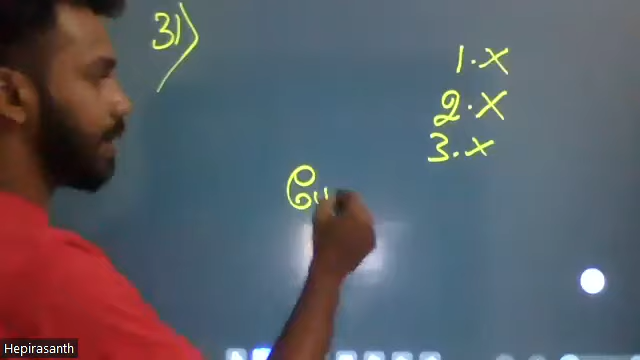 31)
1. X
2. X
3. X
Hepirasanth